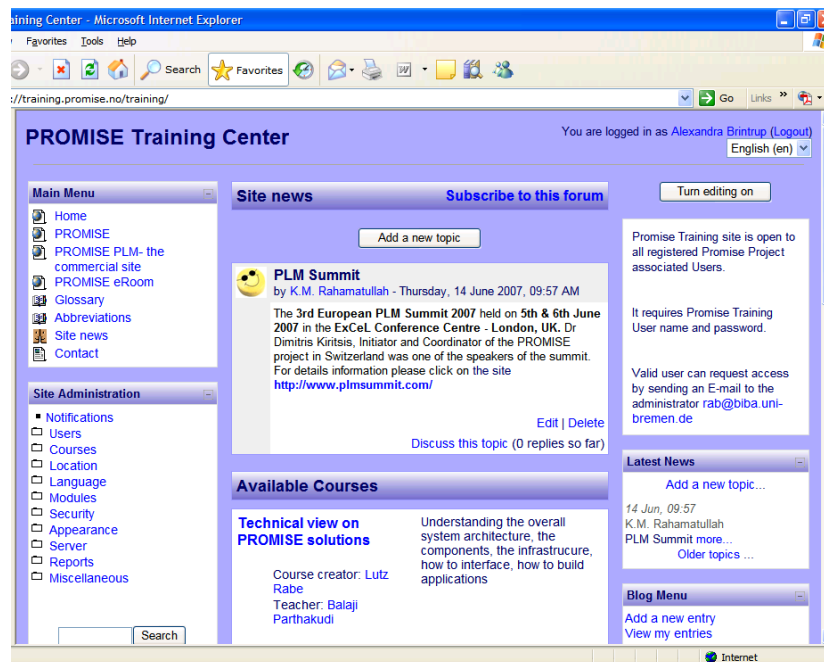 aining Center - Microsoft Internet Explorer
Favorites Tools Help
Search Favorites
://training.promise.no/training/
Go Links »
PROMISE Training Center
You are logged in as Alexandra Brintrup (Logout)
English (en)
Main Menu
Home
PROMISE
PROMISE PLM- the
commercial site
PROMISE eRoom
Glossary
Abbreviations
Site news
Contact
Site Administration
Notifications
Users
Courses
Location
Language
Modules
Security
Appearance
Server
Reports
Miscellaneous
Search
Site news
Subscribe to this forum
Add a new topic
PLM Summit
by K.M. Rahamatullah - Thursday, 14 June 2007, 09:57 AM
The 3rd European PLM Summit 2007 held on 5th & 6th June
2007 in the ExCeL Conference Centre - London, UK. Dr
Dimitris Kiritsis, Initiator and Coordinator of the PROMISE
project in Switzerland was one of the speakers of the summit.
For details information please click on the site
http://www.plmsummit.com/
Edit | Delete
Discuss this topic (0 replies so far)
Available Courses
Technical view on
PROMISE solutions
Course creator: Lutz
Rabe
Teacher: Balaji
Parthakudi
Understanding the overall
system architecture, the
components, the infrastrucure,
how to interface, how to build
applications
Turn editing on
Promise Training site is open to
all registered Promise Project
associated Users.
It requires Promise Training
User name and password.
Valid user can request access
by sending an E-mail to the
administrator rab@biba.uni-
bremen.de
Latest News
Add a new topic...
14 Jun, 09:57
K.M. Rahamatullah
PLM Summit more...
Older topics ...
Blog Menu
Add a new entry
View my entries
Internet